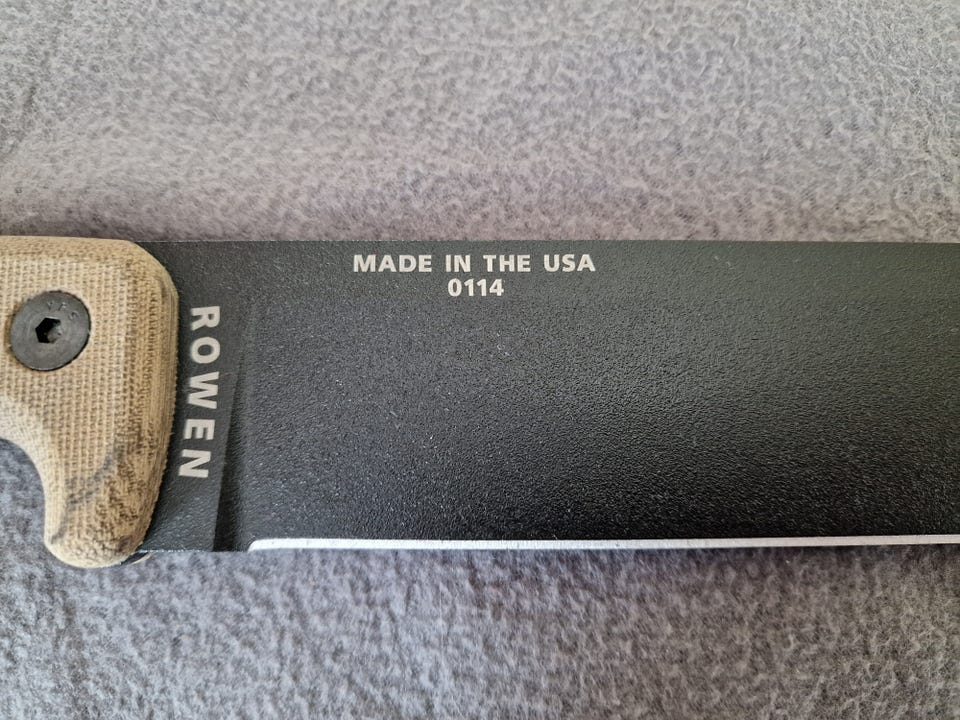 MADE IN THE USA
0114
ROWEN